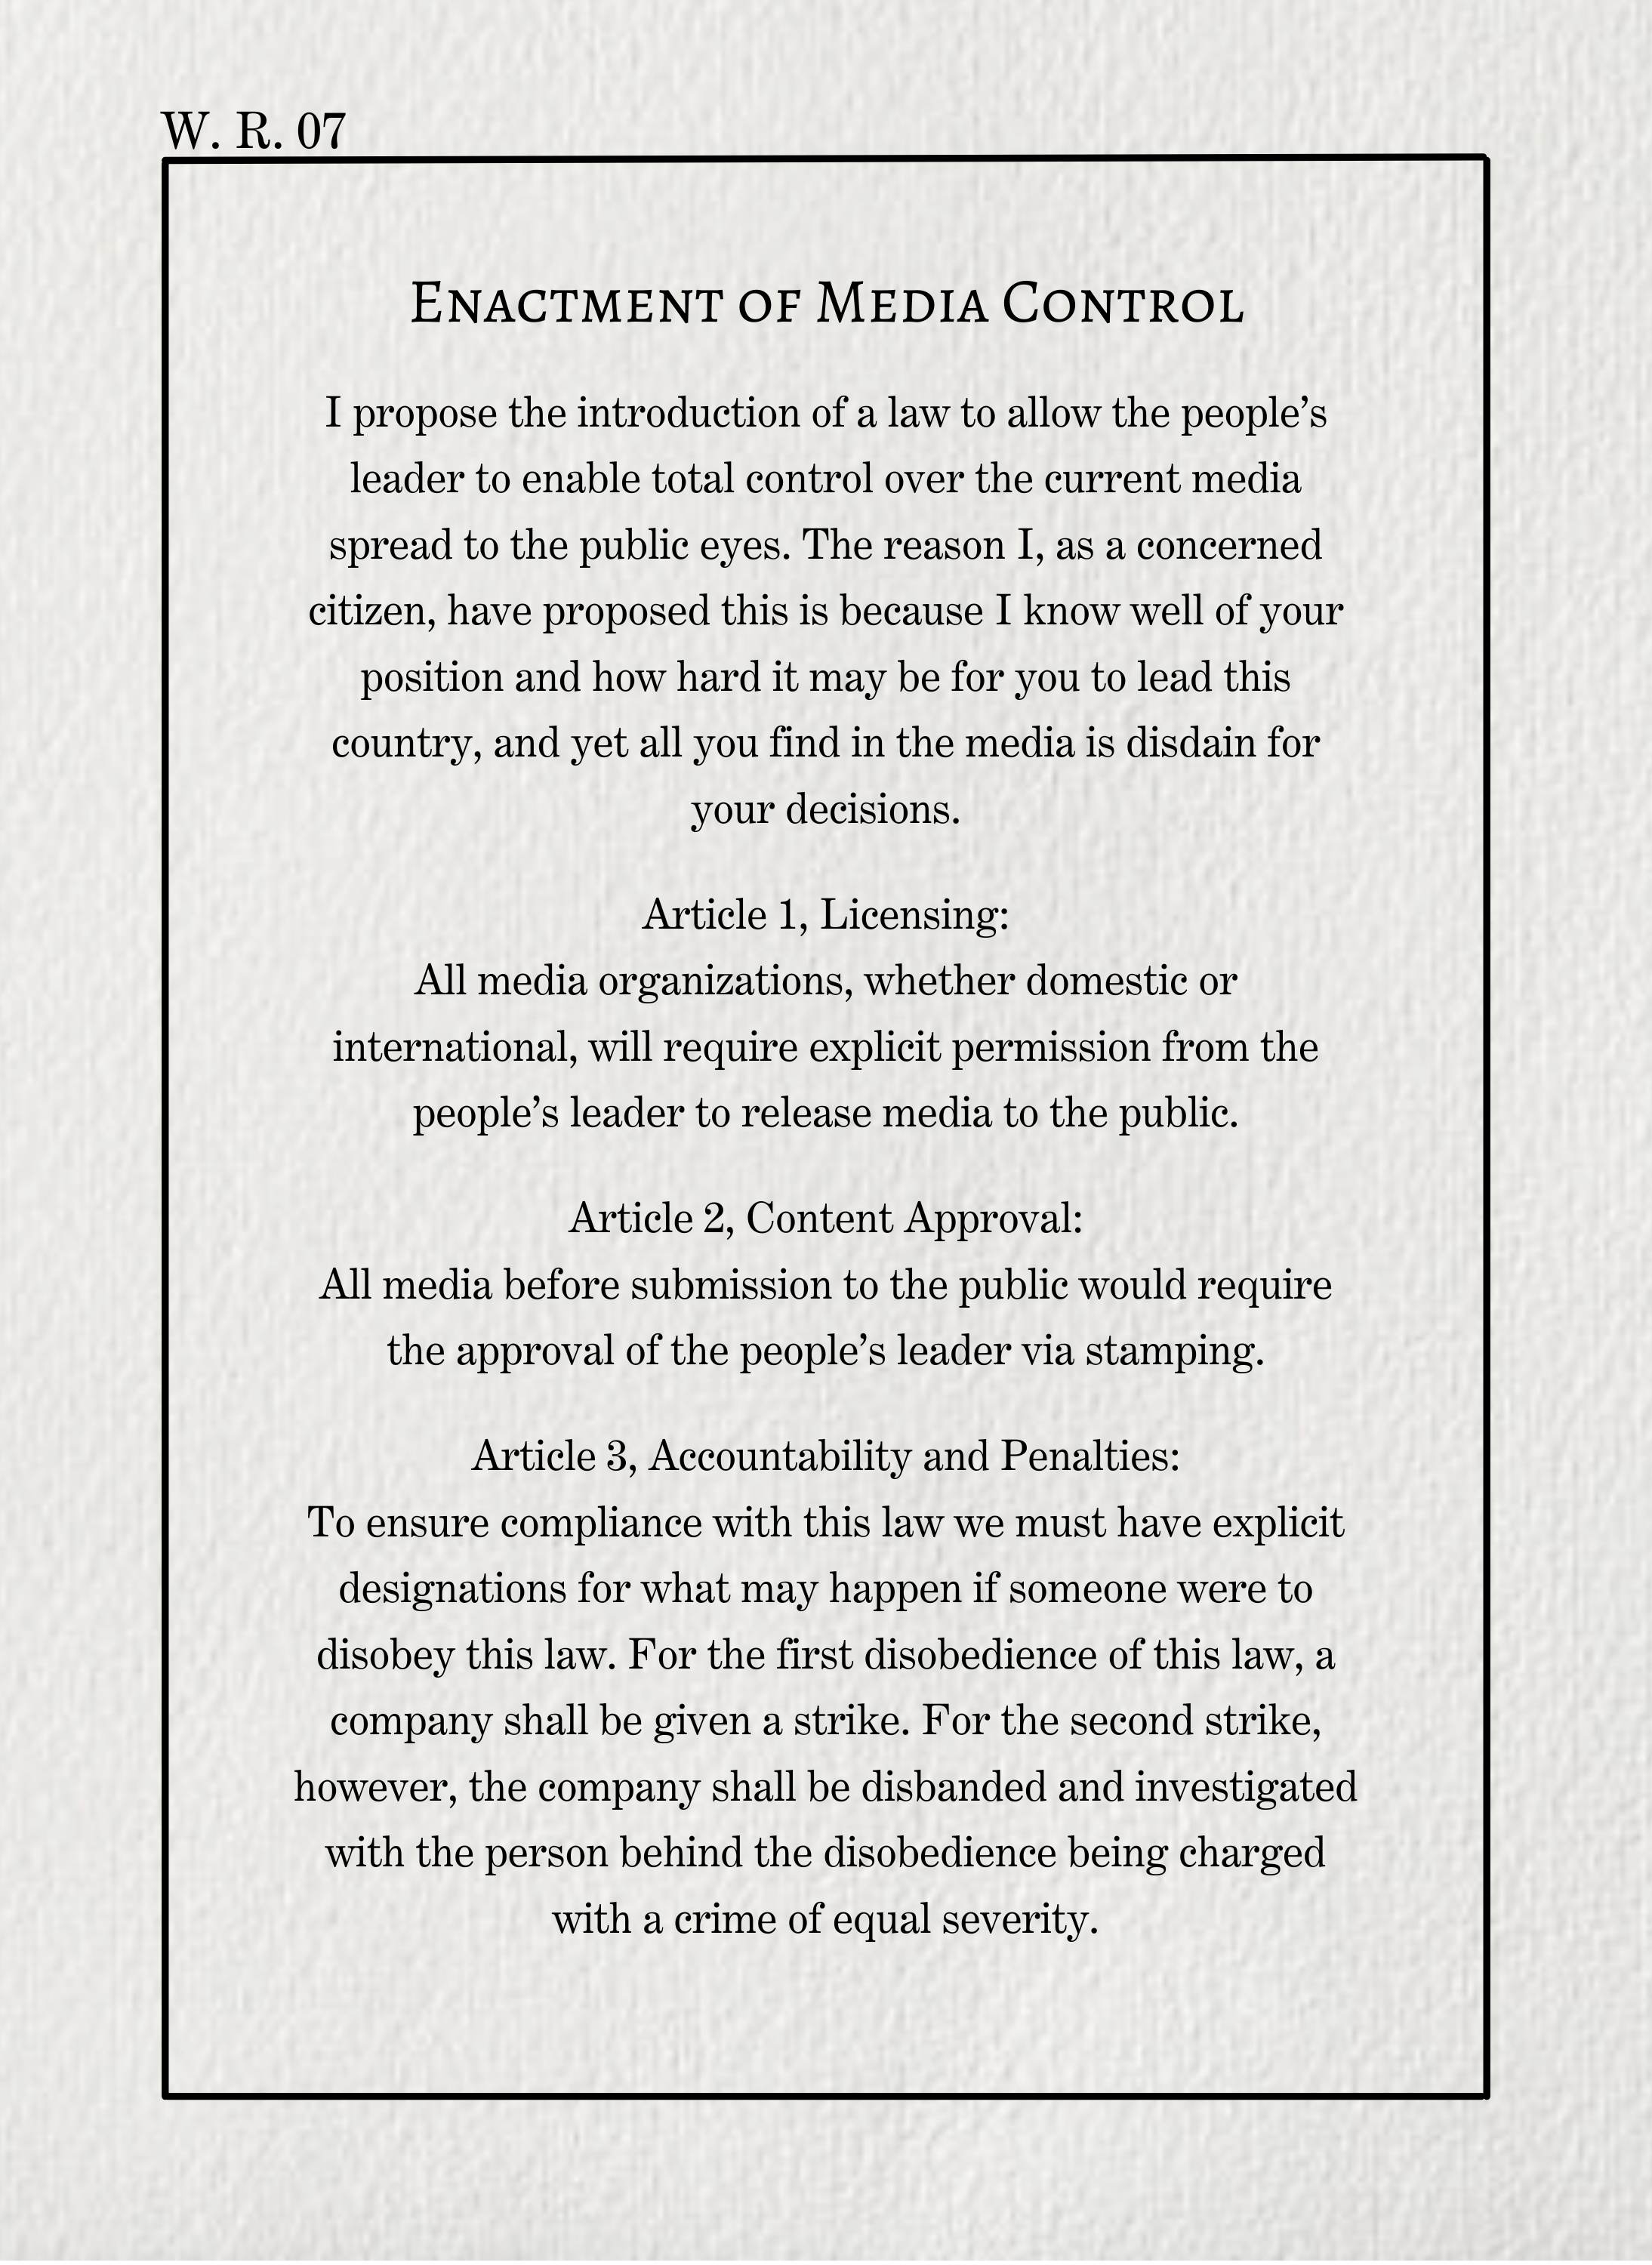 W. R. 07
Enactment of Media Control
I propose the introduction of a law to allow the people’s
leader to enable total control over the current media
spread to the public eyes. The reason I, as a concerned
citizen, have proposed this is because I know well of your
position and how hard it may be for you to lead this
country, and yet all you find in the media is disdain for
your decisions.
Article 1, Licensing:
All media organizations, whether domestic or
international, will require explicit permission from the
people’s leader to release media to the public.
Article 2, Content Approval:
All media before submission to the public would require
the approval of the people’s leader via stamping.
Article 3, Accountability and Penalties:
To ensure compliance with this law we must have explicit
designations for what may happen if someone were to
disobey this law. For the first disobedience of this law, a
company shall be given a strike. For the second strike,
however, the company shall be disbanded and investigated
with the person behind the disobedience being charged
with a crime of equal severity.